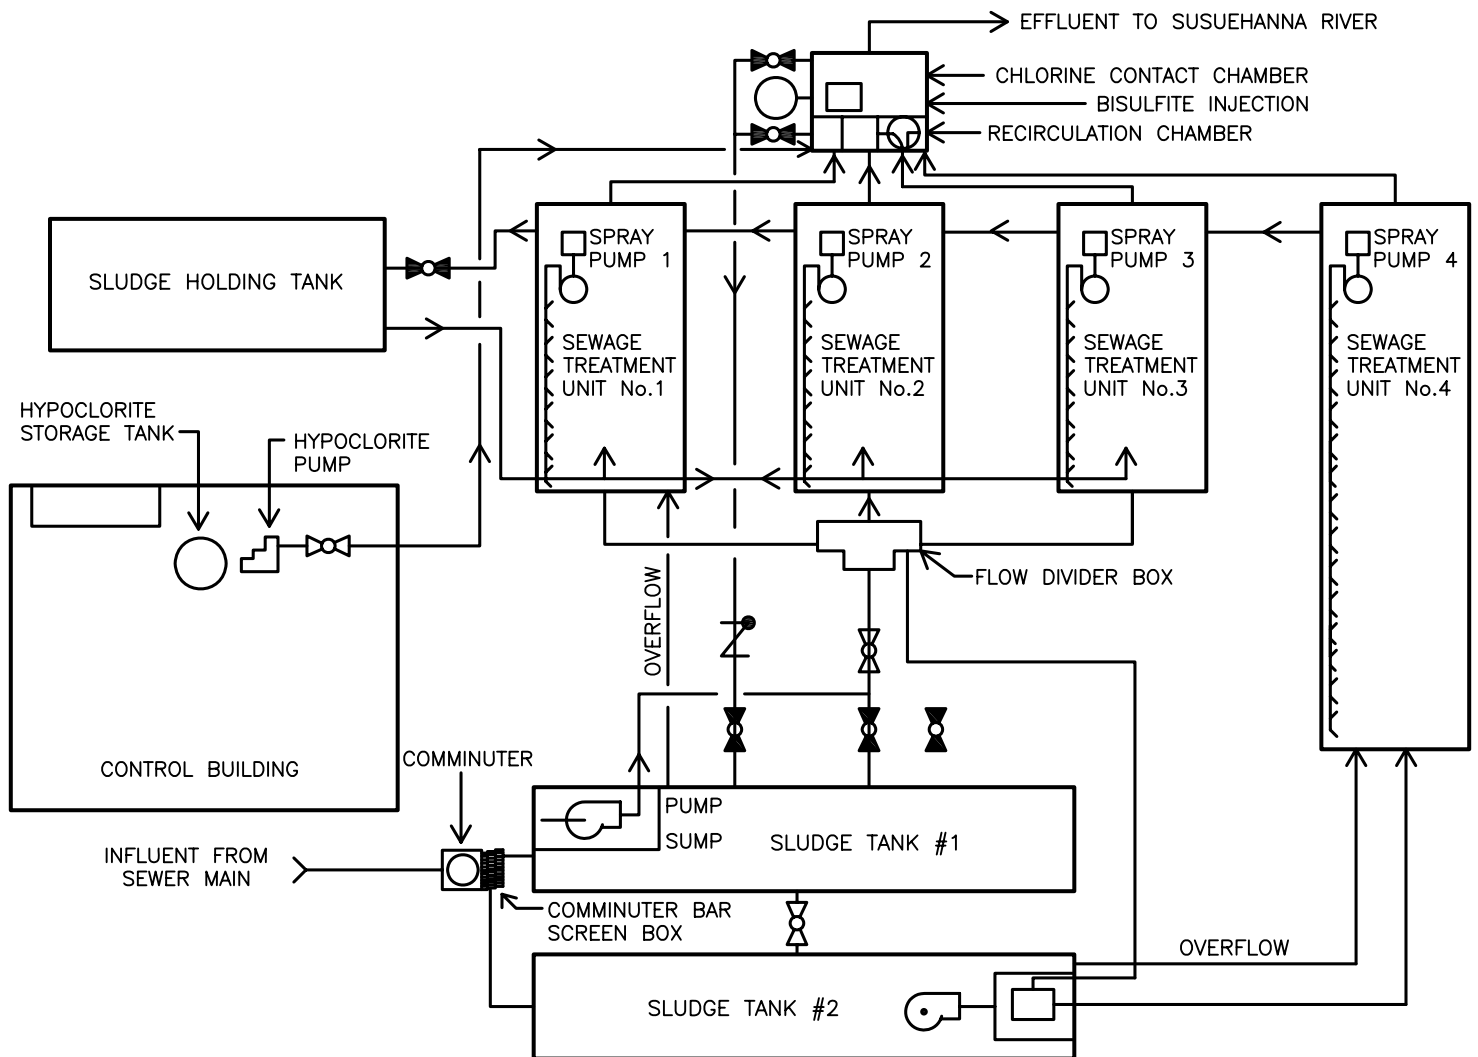 EFFLUENT TO SUSUEHANNA RIVER
CHLORINE CONTACT CHAMBER
BISULFITE INJECTION
RECIRCULATION CHAMBER
SLUDGE HOLDING TANK
SPRAY
PUMP 1
SEWAGE
TREATMENT
UNIT No.1
SPRAY
PUMP 2
SEWAGE
TREATMENT
UNIT No.2
SPRAY
PUMP 3
SEWAGE
TREATMENT
UNIT No.3
SPRAY
PUMP 4
SEWAGE
TREATMENT
UNIT No.4
HYPOCLORITE
STORAGE TANK
HYPOCLORITE
PUMP
CONTROL BUILDING
OVERFLOW
FLOW DIVIDER BOX
COMMINUTER
INFLUENT FROM
SEWER MAIN
PUMP
SUMP
SLUDGE TANK #1
COMMINUTER BAR
SCREEN BOX
OVERFLOW
SLUDGE TANK #2